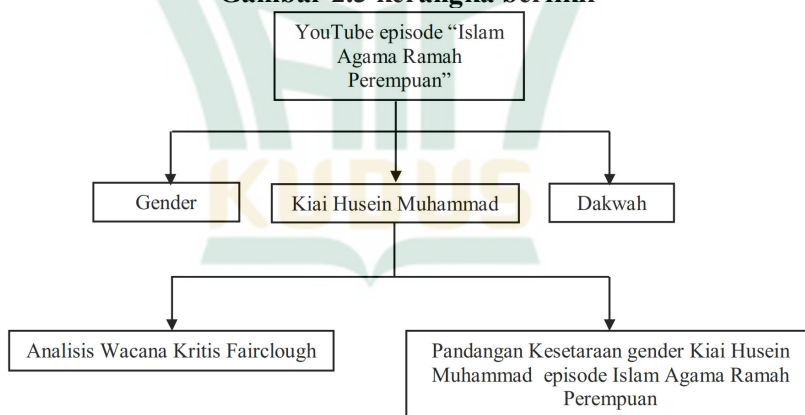 Gambar 2.3 kerangka berfikir
YouTube episode “Islam
Agama Ramah
Perempuan”
Gender
Kiai Husein Muhammad
Dakwah
KUDUS
Analisis Wacana Kritis Fairclough
Pandangan Kesetaraan gender Kiai Husein
Muhammad episode Islam Agama Ramah
Perempuan